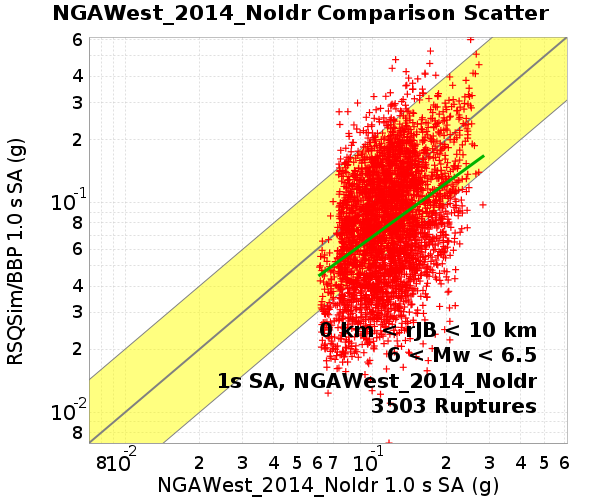 NGAWest_2014_NoIdr Comparison Scatter
6
4
3
2
10-1
8
6
4
3
2
10-2
8
RSQSim/BBP 1.0 s SA (g)
0 km < rJB < 10 km
6 < Mw < 6.5
1s SA, NGAWest_2014_NoIdr
3503 Ruptures
8 10-2 2 3 4 5 6 7 10-1 2 3 4 5 6
NGAWest_2014_NoIdr 1.0 s SA (g)